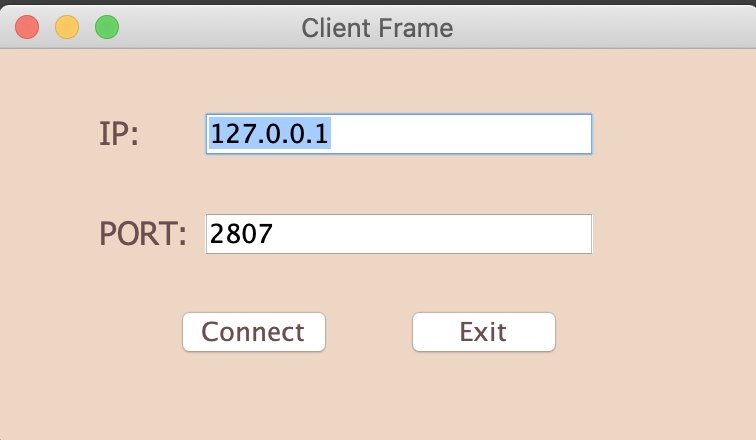 Client Frame
IP: 127.0.0.1
PORT: 2807
Connect Exit